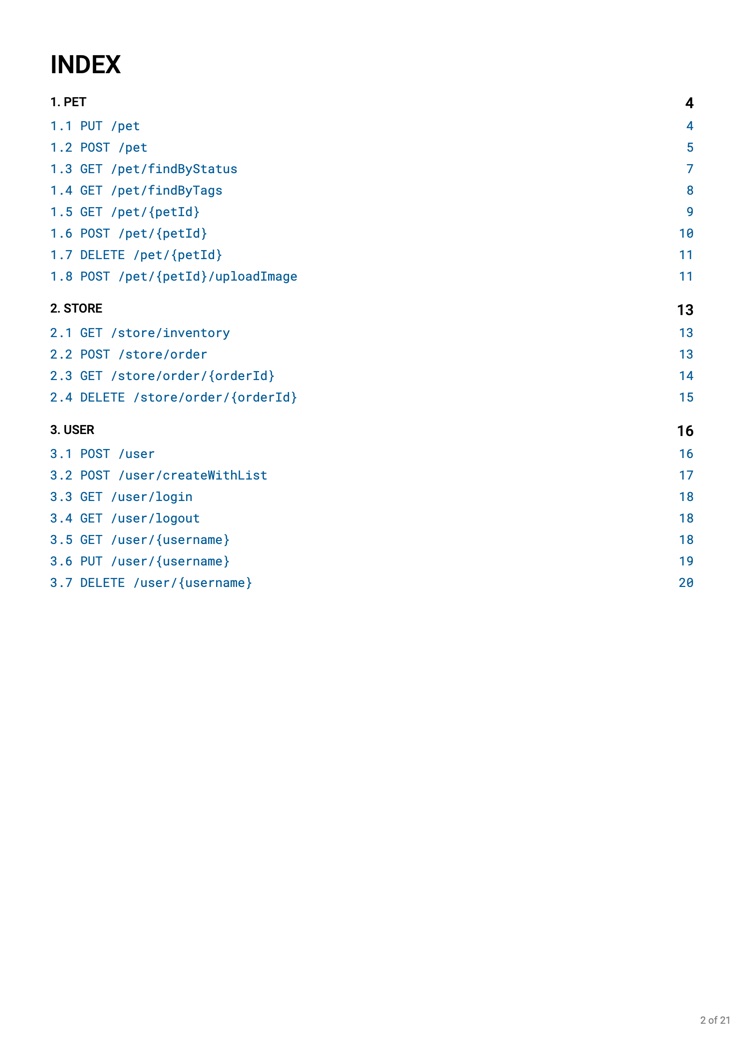 INDEX
1. PET 4
1.1 PUT /pet 4
1.2 POST /pet 5
1.3 GET /pet/findByStatus 7
1.4 GET /pet/findByTags 8
1.5 GET /pet/{petId} 9
1.6 POST /pet/{petId} 10
1.7 DELETE /pet/{petId} 11
1.8 POST /pet/{petId}/uploadImage 11
2. STORE 13
2.1 GET /store/inventory 13
2.2 POST /store/order 13
2.3 GET /store/order/{orderId} 14
2.4 DELETE /store/order/{orderId} 15
3. USER 16
3.1 POST /user 16
3.2 POST /user/createWithList 17
3.3 GET /user/login 18
3.4 GET /user/logout 18
3.5 GET /user/{username} 18
3.6 PUT /user/{username} 19
3.7 DELETE /user/{username} 20
2 of 21